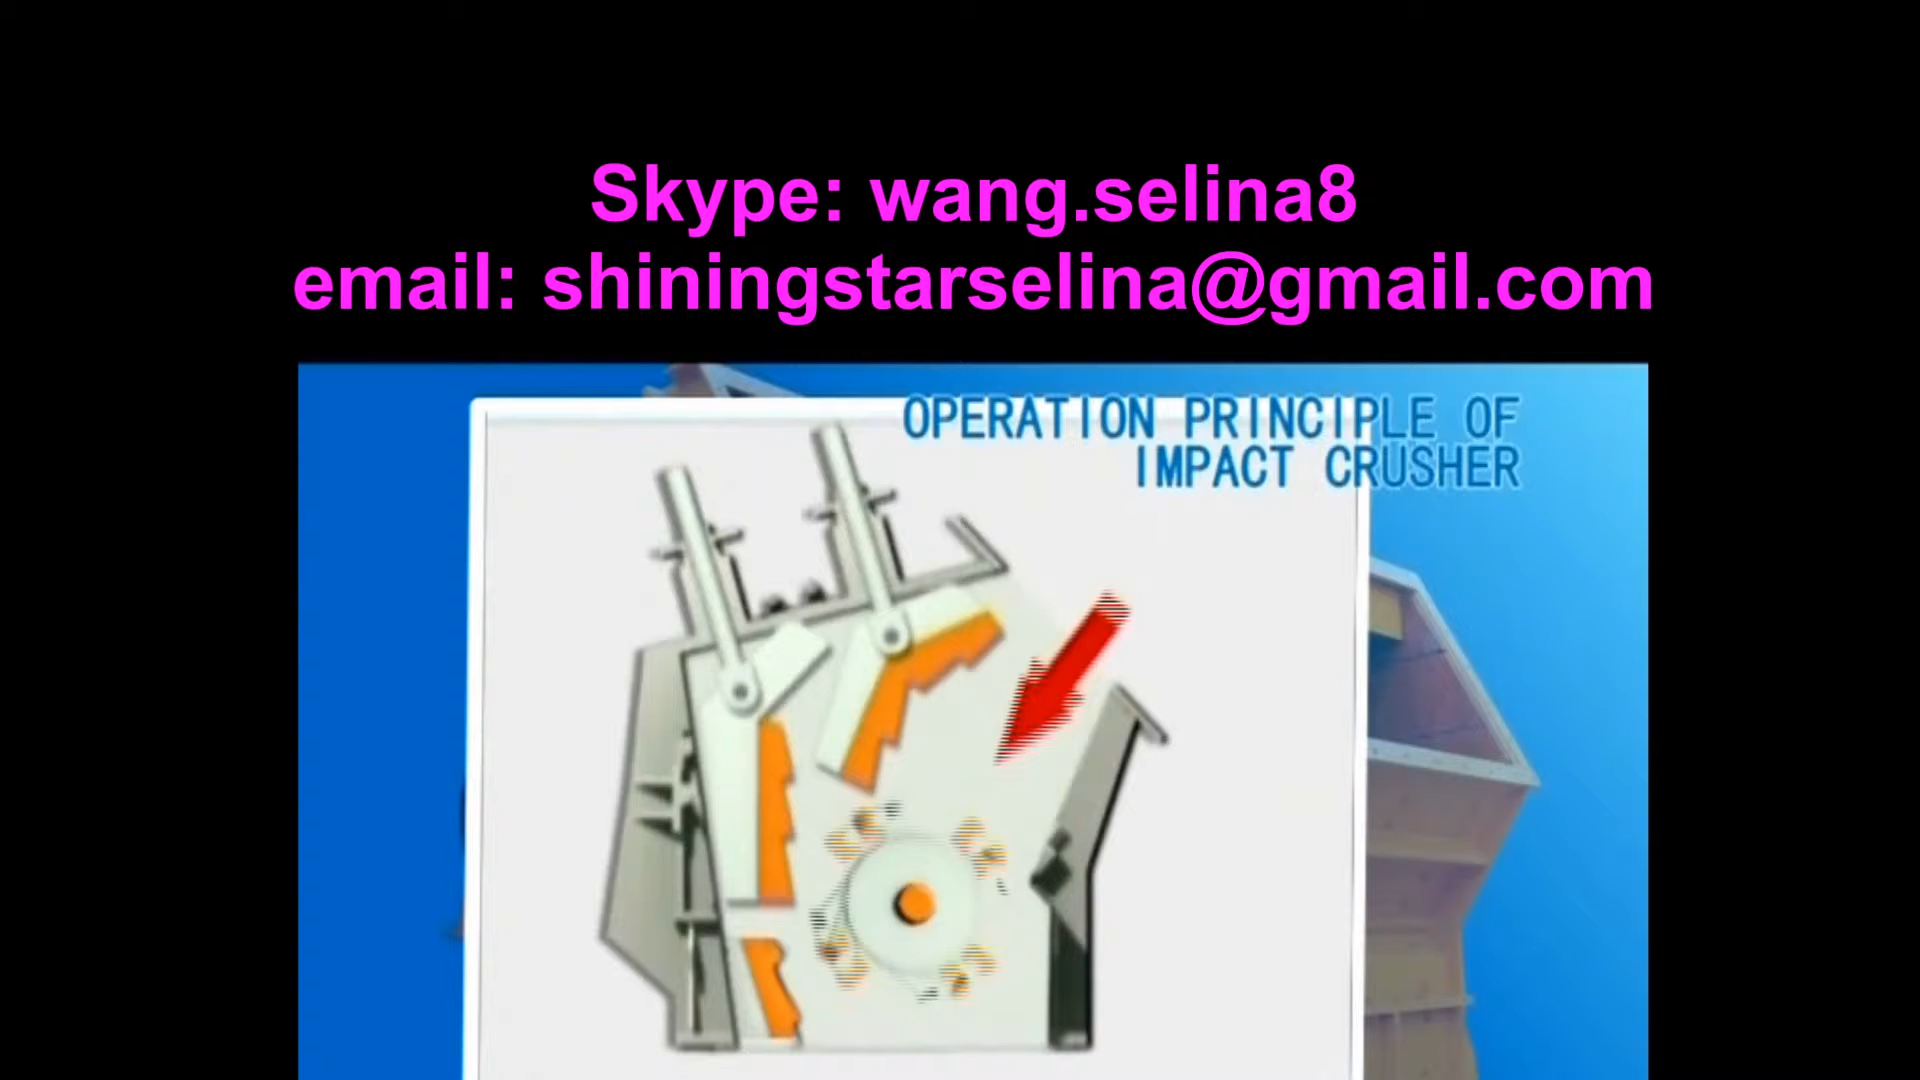 Skype: wang.selina8
email: shiningstarselina@gmail.com
OPERATION PRINCIPLE OF
IMPACT CRUSHER